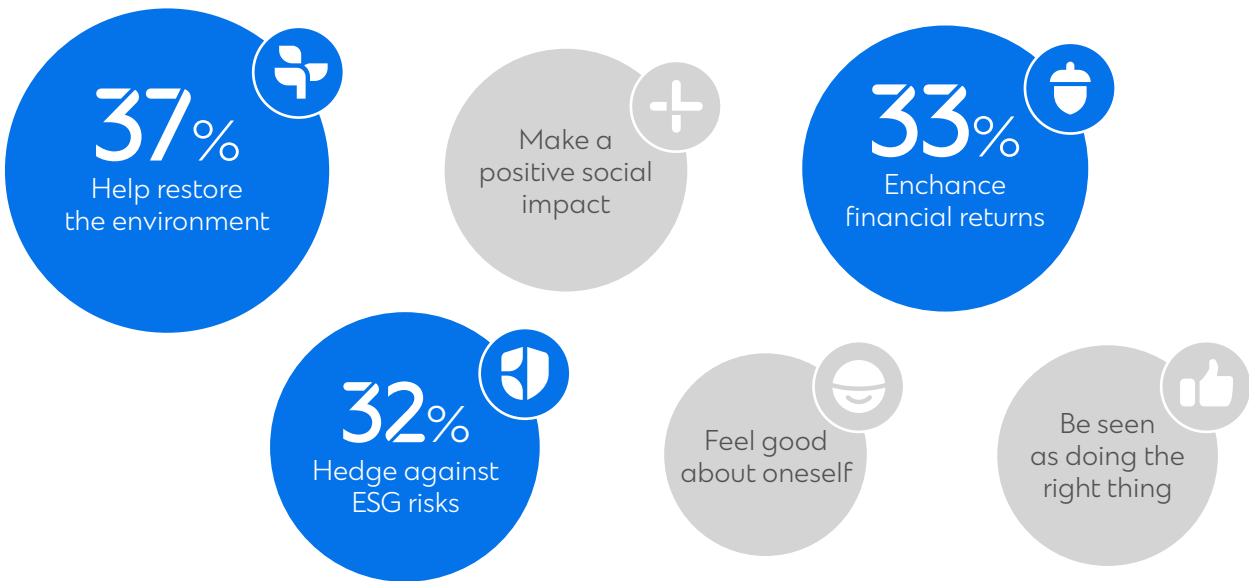 37%
Help restore
the environment
Make a
positive social
impact
33%
Enchance
financial returns
32%
Hedge against
ESG risks
Feel good
about oneself
Be seen
as doing the
right thing